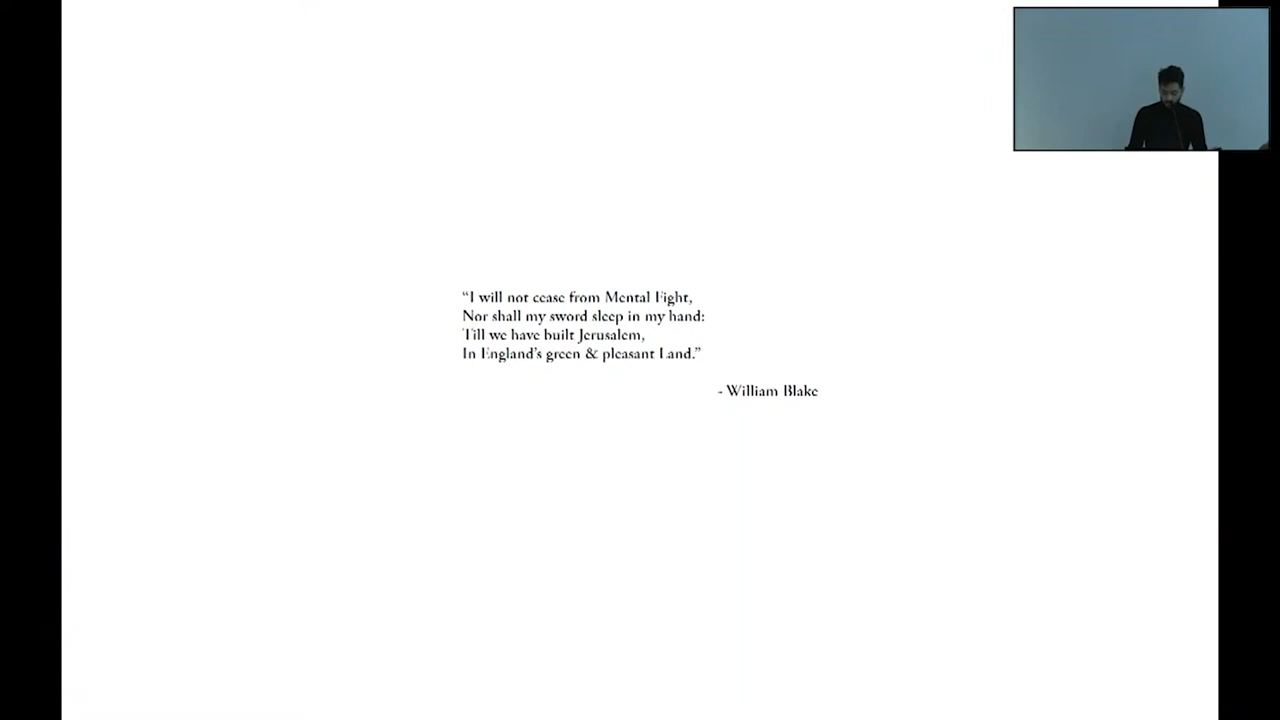 “I will not cease from Mental Fight,
Nor shall my sword sleep in my hand:
Till we have built Jerusalem,
In England’s green & pleasant Land.”
- William Blake